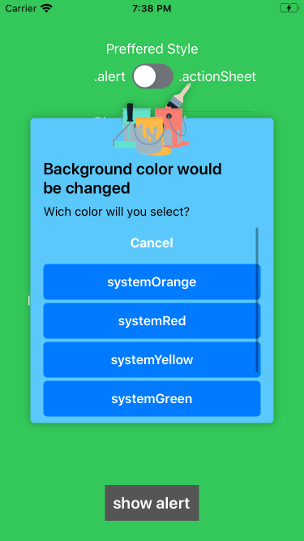 Carrier 7:38 PM
Preffered Style
.alert .actionSheet
Background color would
be changed
Wich color will you select?
Cancel
systemOrange
systemRed
systemYellow
systemGreen
show alert